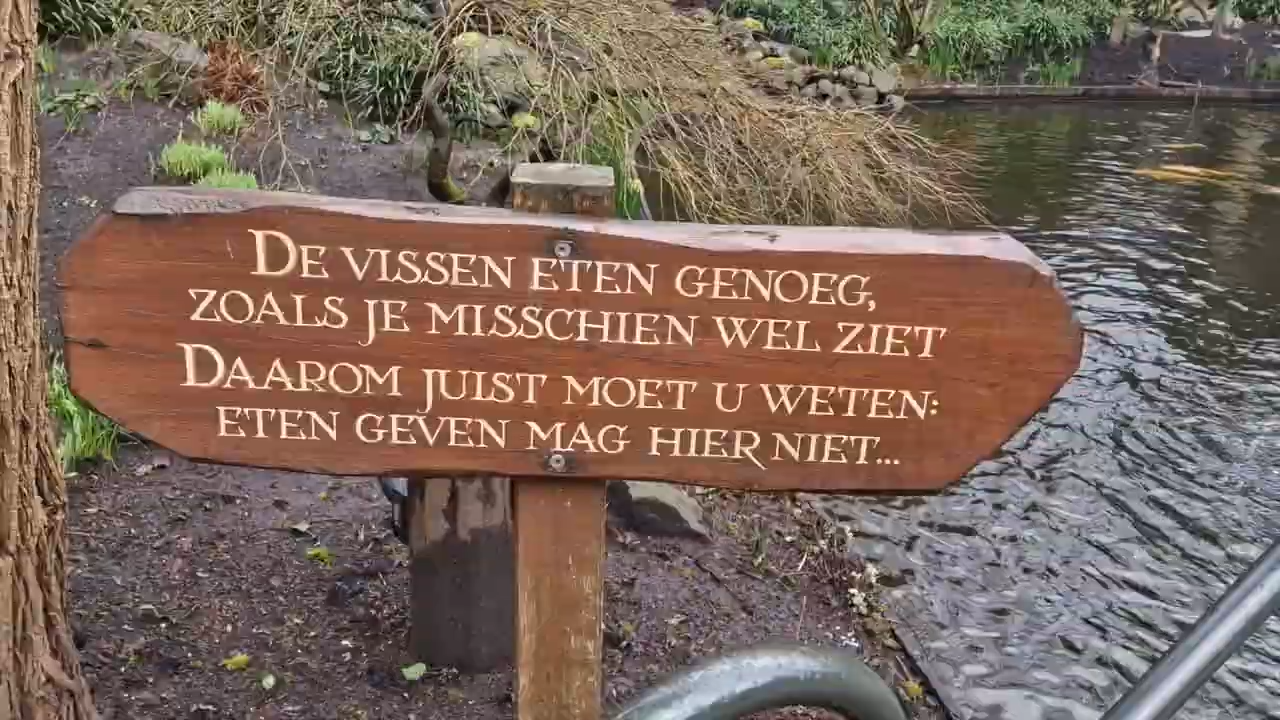 DE VISSEN ETEN GENOEG,
ZOALS JE MISSCHIEN WEL ZIET
DAAROM JUIST MOET U WETEN:
ETEN GEVEN MAG HIER NIET...